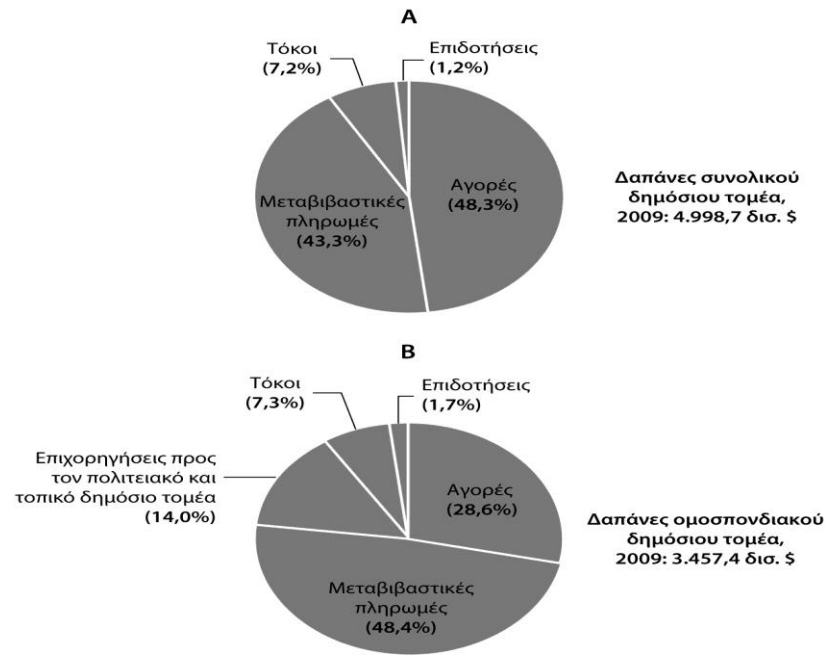 A
Τόκοι
(7,2%)
Επιδοτήσεις
(1,2%)
Αγορές
(48,3%)
Μεταβιβαστικές
πληρωμές
(43,3%)
Δαπάνες συνολικού
δημόσιου τομέα,
2009: 4.998,7 δισ. $
B
Τόκοι
(7,3%)
Επιδοτήσεις
(1,7%)
Επιχορηγήσεις προς
τον πολιτειακό και
τοπικό δημόσιο τομέα
(14,0%)
Αγορές
(28,6%)
Μεταβιβαστικές
πληρωμές
(48,4%)
Δαπάνες ομοσπονδιακού
δημόσιου τομέα,
2009: 3.457,4 δισ. $